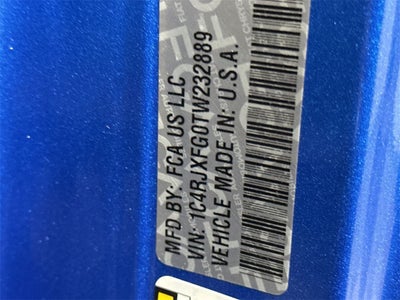 MFD BY: FCA US LLC
VIN: 1C4RJXFG0TW232889
VEHICLE MADE IN: U.S.A.